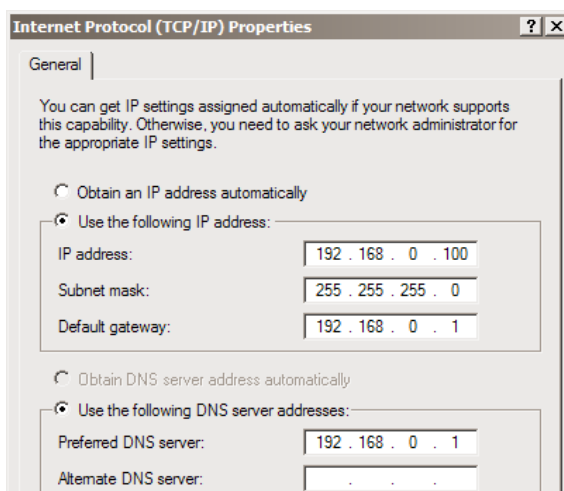 Internet Protocol (TCP/IP) Properties ? ×
General
You can get IP settings assigned automatically if your network supports
this capability. Otherwise, you need to ask your network administrator for
the appropriate IP settings.
Obtain an IP address automatically
Use the following IP address:
IP address: 192 . 168 . 0 . 100
Subnet mask: 255 . 255 . 255 . 0
Default gateway: 192 . 168 . 0 . 1
Obtain DNS server address automatically
Use the following DNS server addresses:
Preferred DNS server: 192 . 168 . 0 . 1
Alternate DNS server: . . .